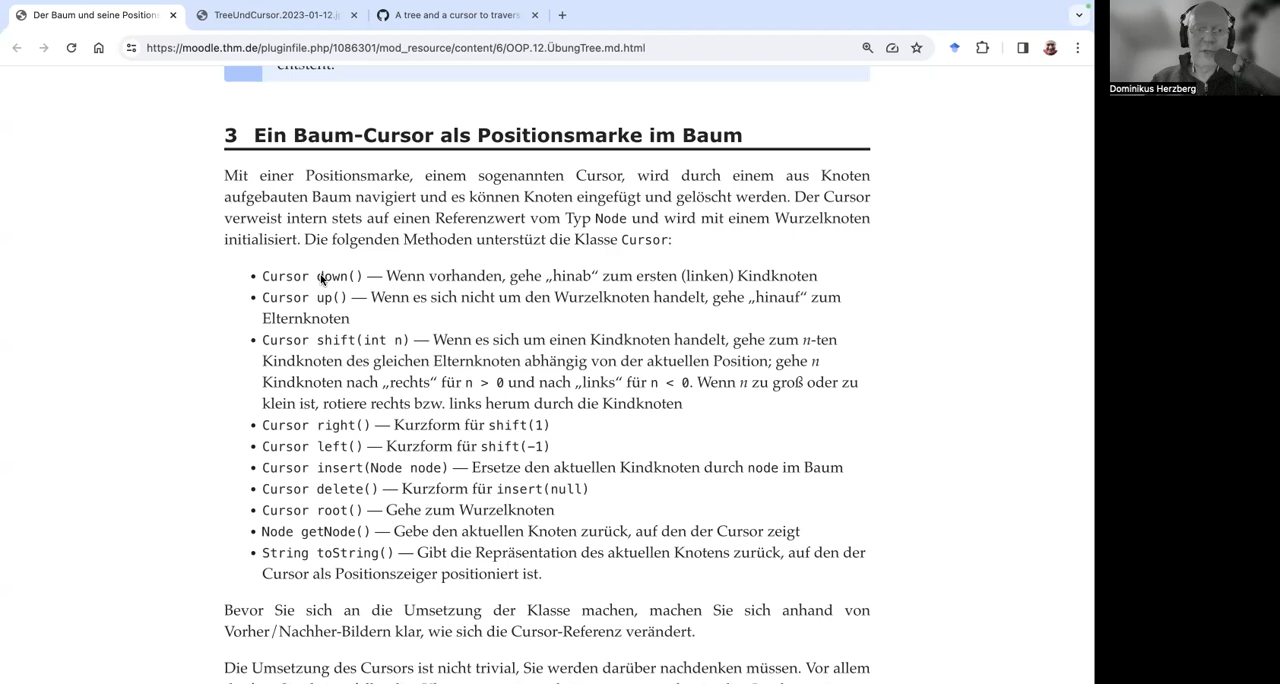 Der Baum und seine Position
TreeUndCursor.2023-01-12.j
A tree and a cursor to travers
https://moodle.thm.de/pluginfile.php/1086301/mod_resource/content/6/OOP.12.ÜbungTree.md.html
Dominikus Herzberg
entsteht.
3 Ein Baum-Cursor als Positionsmarke im Baum
Mit einer Positionsmarke, einem sogenannten Cursor, wird durch einem aus Knoten
aufgebauten Baum navigiert und es können Knoten eingefügt und gelöscht werden. Der Cursor
verweist intern stets auf einen Referenzwert vom Typ Node und wird mit einem Wurzelknoten
initialisiert. Die folgenden Methoden unterstüzt die Klasse Cursor:
• Cursor down() — Wenn vorhanden, gehe „hinab“ zum ersten (linken) Kindknoten
• Cursor up() — Wenn es sich nicht um den Wurzelknoten handelt, gehe „hinauf“ zum
Elternknoten
• Cursor shift(int n) — Wenn es sich um einen Kindknoten handelt, gehe zum n-ten
Kindknoten des gleichen Elternknoten abhängig von der aktuellen Position; gehe n
Kindknoten nach „rechts“ für n > 0 und nach „links“ für n < 0. Wenn n zu groß oder zu
klein ist, rotiere rechts bzw. links herum durch die Kindknoten
• Cursor right() — Kurzform für shift(1)
• Cursor left() — Kurzform für shift(−1)
• Cursor insert(Node node) — Ersetze den aktuellen Kindknoten durch node im Baum
• Cursor delete() — Kurzform für insert(null)
• Cursor root() — Gehe zum Wurzelknoten
• Node getNode() — Gebe den aktuellen Knoten zurück, auf den der Cursor zeigt
• String toString() — Gibt die Repräsentation des aktuellen Knotens zurück, auf den der
Cursor als Positionszeiger positioniert ist.
Bevor Sie sich an die Umsetzung der Klasse machen, machen Sie sich anhand von
Vorher/Nachher-Bildern klar, wie sich die Cursor-Referenz verändert.
Die Umsetzung des Cursors ist nicht trivial, Sie werden darüber nachdenken müssen. Vor allem